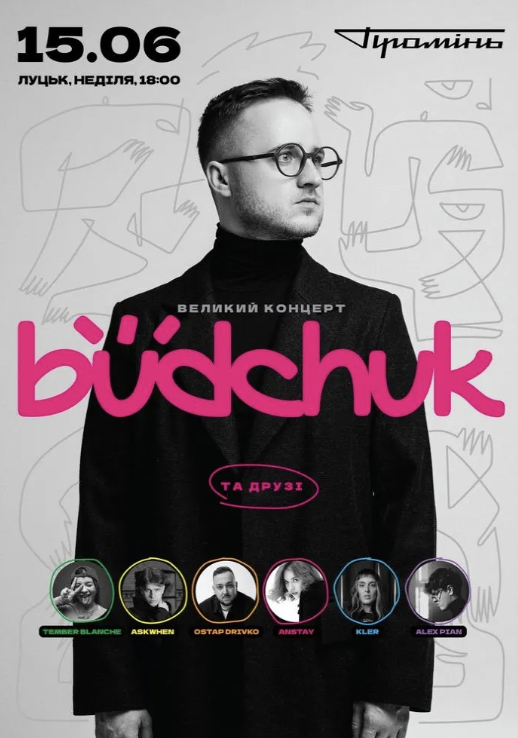 15.06
ЛУЦЬК, НЕДІЛЯ, 18:00
Промінь
ВЕЛИКИЙ КОНЦЕРТ
büdchuk
ТА ДРУЗІ
TEMBER BLANCHE
ASKWHEN
OSTAP DRIVKO
ANSTAY
KLER
ALEX PIAN